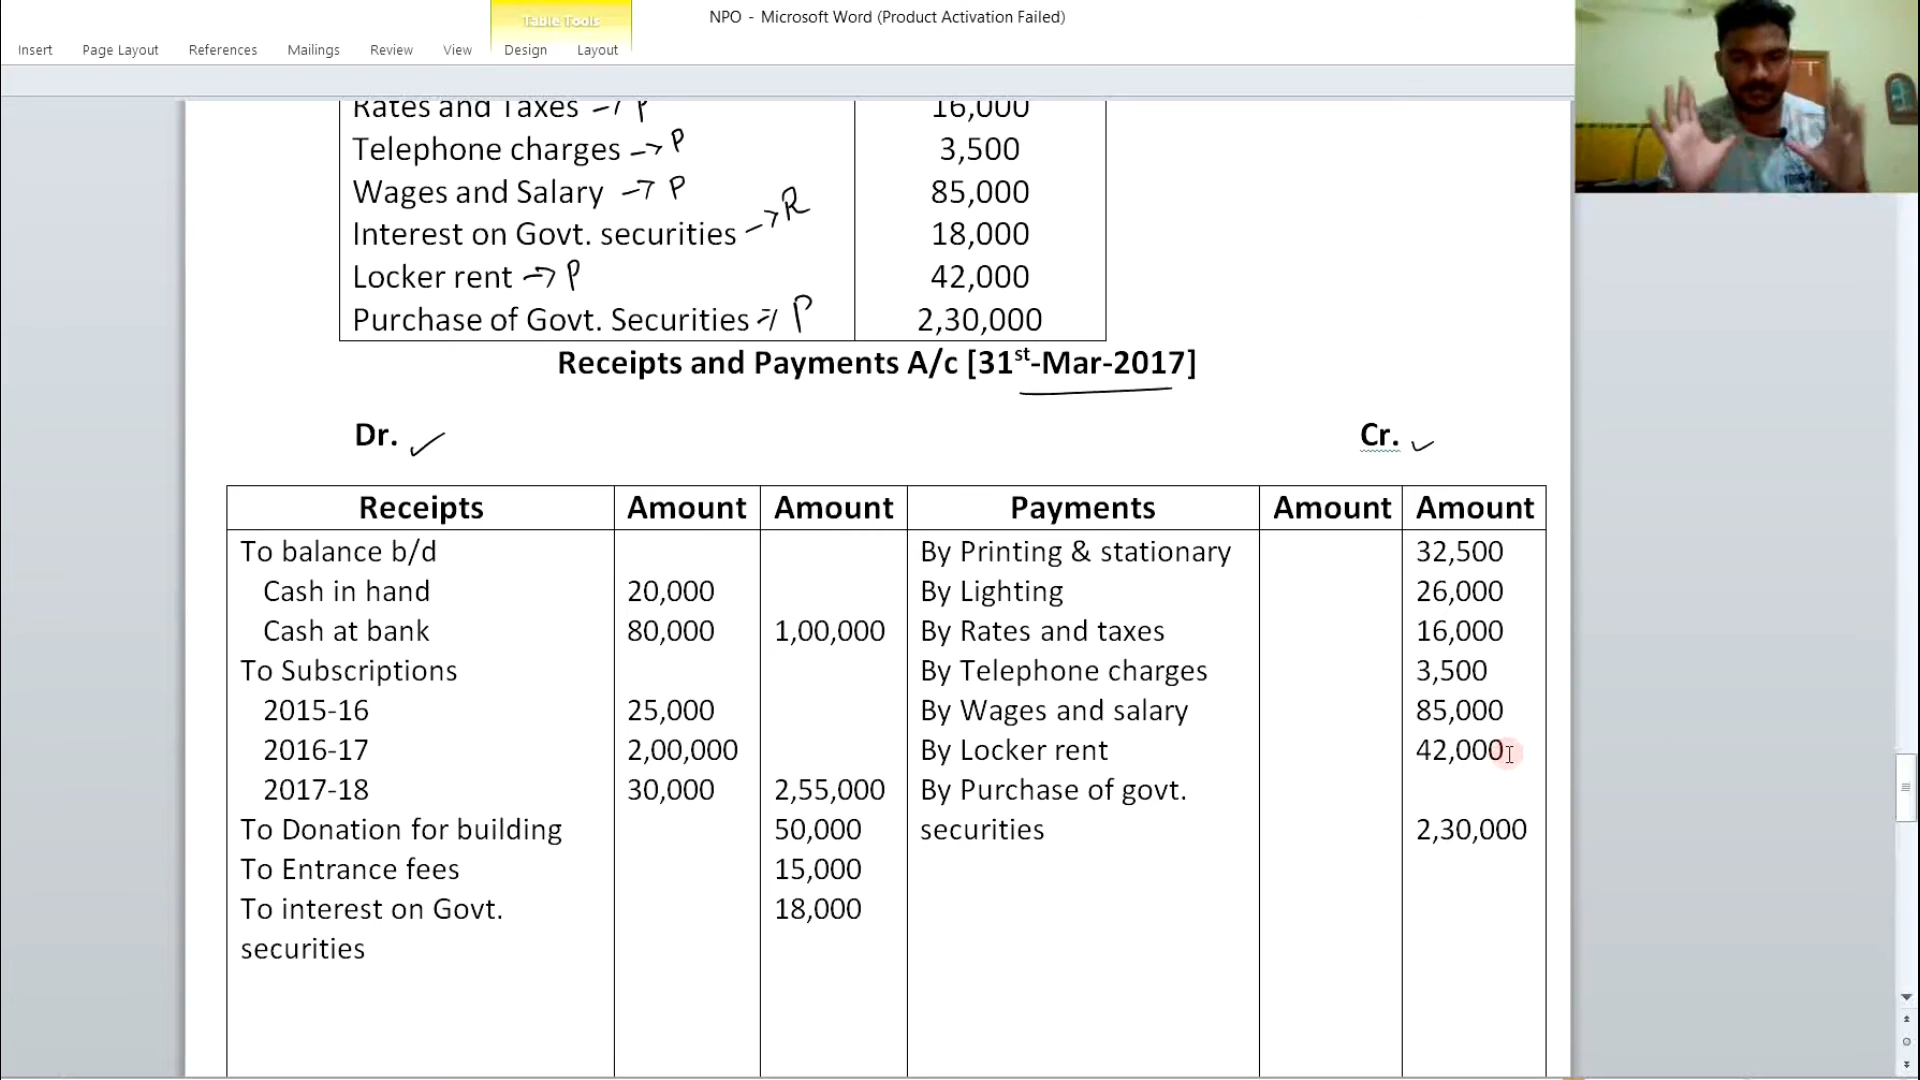 Table Tools
NPO - Microsoft Word (Product Activation Failed)
Insert Page Layout References Mailings Review View Design Layout
Rates and Taxes → P 16,000
Telephone charges → P 3,500
Wages and Salary → P 85,000
Interest on Govt. securities → R 18,000
Locker rent → P 42,000
Purchase of Govt. Securities → P 2,30,000
Receipts and Payments A/c [31st-Mar-2017]
Dr. ✓ Cr. ✓
Receipts Amount Amount Payments Amount Amount
To balance b/d By Printing & stationary 32,500
Cash in hand 20,000 By Lighting 26,000
Cash at bank 80,000 1,00,000 By Rates and taxes 16,000
To Subscriptions By Telephone charges 3,500
2015-16 25,000 By Wages and salary 85,000
2016-17 2,00,000 By Locker rent 42,000
2017-18 30,000 2,55,000 By Purchase of govt.
To Donation for building 50,000 securities 2,30,000
To Entrance fees 15,000
To interest on Govt. 18,000
securities